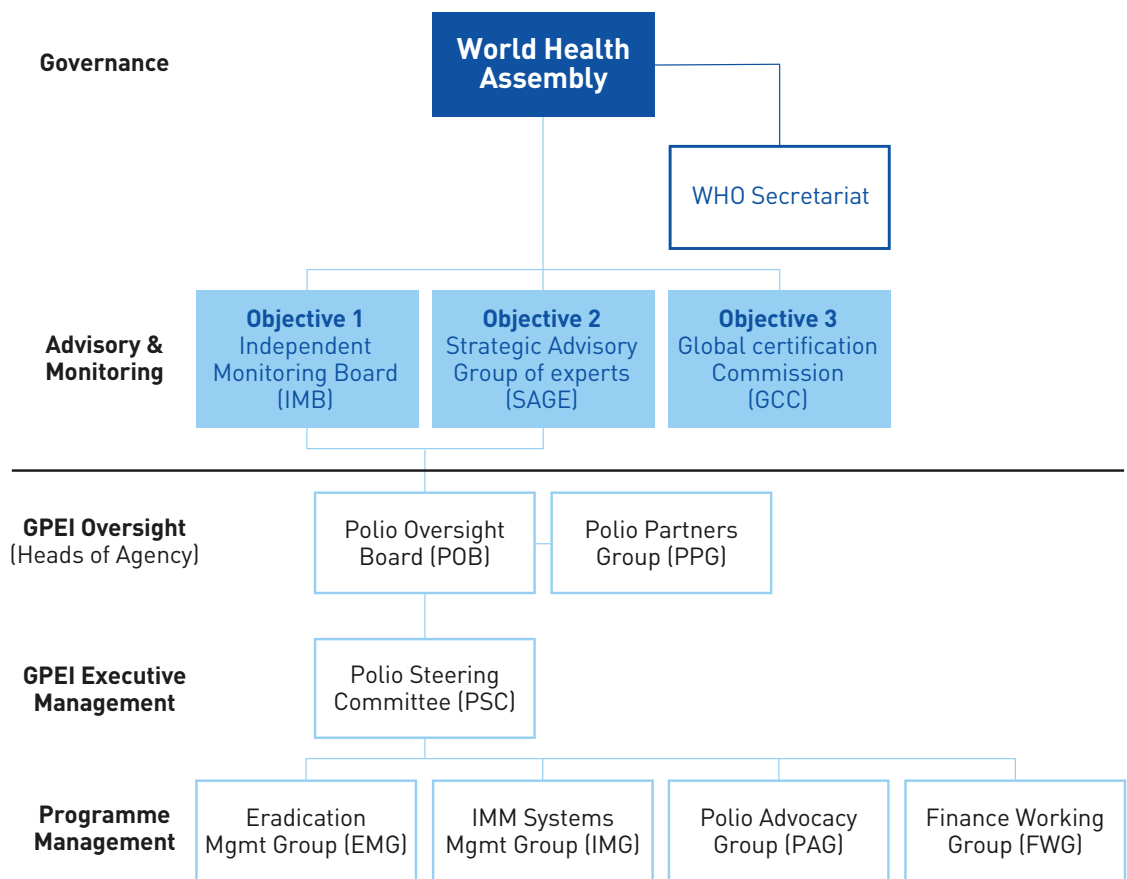 Governance
World Health
Assembly
WHO Secretariat
Advisory &
Monitoring
Objective 1
Independent
Monitoring Board
(IMB)
Objective 2
Strategic Advisory
Group of experts
(SAGE)
Objective 3
Global certification
Commission
(GCC)
GPEI Oversight
(Heads of Agency)
Polio Oversight
Board (POB)
Polio Partners
Group (PPG)
GPEI Executive
Management
Polio Steering
Committee (PSC)
Programme
Management
Eradication
Mgmt Group (EMG)
IMM Systems
Mgmt Group (IMG)
Polio Advocacy
Group (PAG)
Finance Working
Group (FWG)